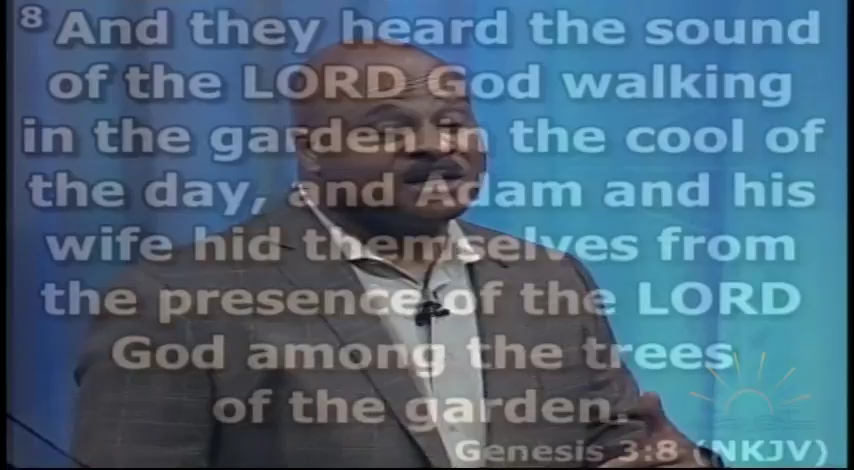 8 And they heard the sound
of the LORD God walking
in the garden in the cool of
the day, and Adam and his
wife hid themselves from
the presence of the LORD
God among the trees
of the garden.
Genesis 3:8 (NKJV)